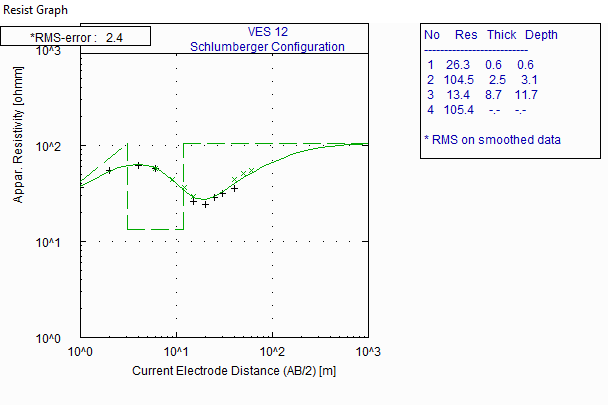 Resist Graph
*RMS-error : 2.4
VES 12
Schlumberger Configuration
10^3
10^2
10^1
10^0
Appar. Resistivity [ohmm]
10^0 10^1 10^2 10^3
Current Electrode Distance (AB/2) [m]
No Res Thick Depth
--------------------------
1 26.3 0.6 0.6
2 104.5 2.5 3.1
3 13.4 8.7 11.7
4 105.4 -.- -.-
* RMS on smoothed data